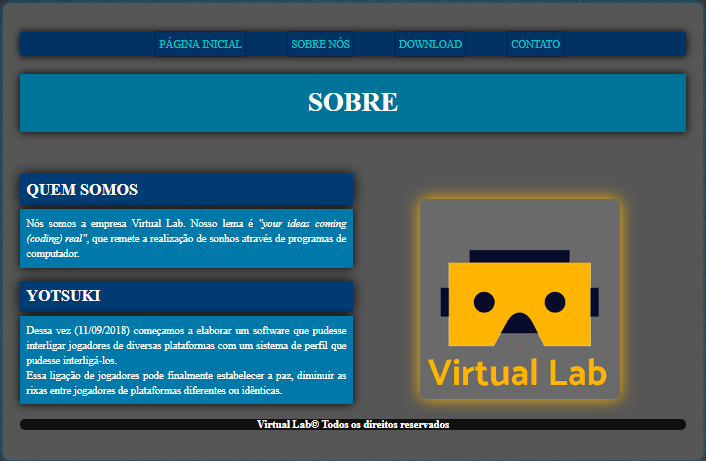 PÁGINA INICIAL SOBRE NÓS DOWNLOAD CONTATO
SOBRE
QUEM SOMOS
Nós somos a empresa Virtual Lab. Nosso lema é "your ideas coming
(coding) real", que remete a realização de sonhos através de programas de
computador.
YOTSUKI
Dessa vez (11/09/2018) começamos a elaborar um software que pudesse
interligar jogadores de diversas plataformas com um sistema de perfil que
pudesse interligá-los.
Essa ligação de jogadores pode finalmente estabelecer a paz, diminuir as
rixas entre jogadores de plataformas diferentes ou idênticas.
Virtual Lab
Virtual Lab® Todos os direitos reservados